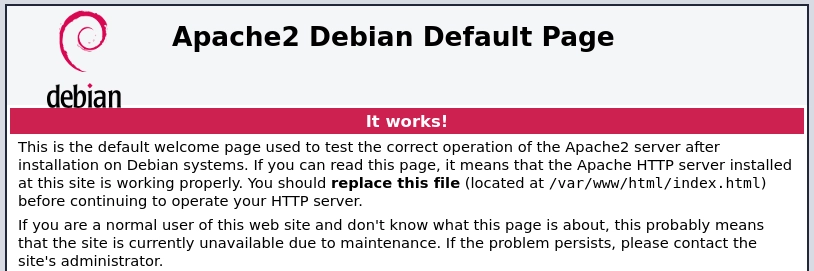 Apache2 Debian Default Page
debian
It works!
This is the default welcome page used to test the correct operation of the Apache2 server after
installation on Debian systems. If you can read this page, it means that the Apache HTTP server installed
at this site is working properly. You should replace this file (located at /var/www/html/index.html)
before continuing to operate your HTTP server.
If you are a normal user of this web site and don't know what this page is about, this probably means
that the site is currently unavailable due to maintenance. If the problem persists, please contact the
site's administrator.